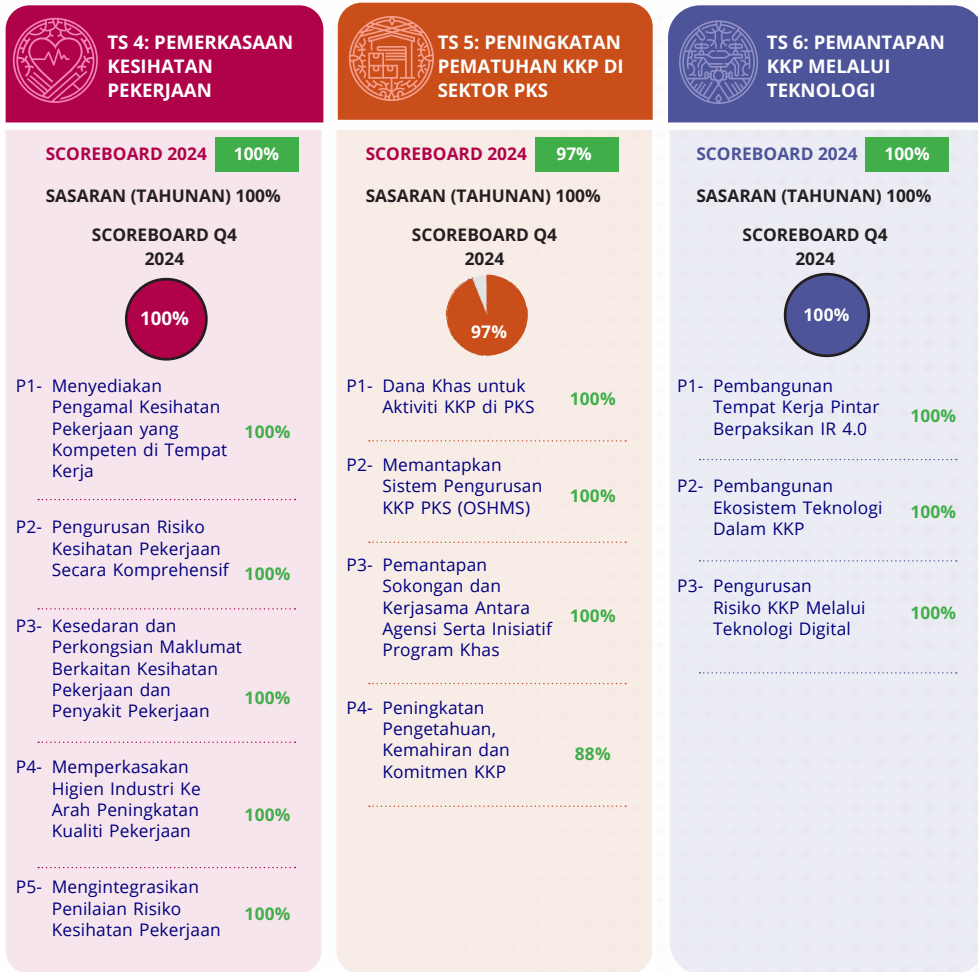 TS 4: PEMERKASAAN
KESIHATAN
PEKERJAAN
SCOREBOARD 2024 100%
SASARAN (TAHUNAN) 100%
SCOREBOARD Q4
2024
100%
P1- Menyediakan
Pengamal Kesihatan
Pekerjaan yang
Kompeten di Tempat
Kerja
100%
P2- Pengurusan Risiko
Kesihatan Pekerjaan
Secara Komprehensif
100%
P3- Kesedaran dan
Perkongsian Maklumat
Berkaitan Kesihatan
Pekerjaan dan
Penyakit Pekerjaan
100%
P4- Memperkasakan
Higien Industri Ke
Arah Peningkatan
Kualiti Pekerjaan
100%
P5- Mengintegrasikan
Penilaian Risiko
Kesihatan Pekerjaan
100%
TS 5: PENINGKATAN
PEMATUHAN KKP DI
SEKTOR PKS
SCOREBOARD 2024 97%
SASARAN (TAHUNAN) 100%
SCOREBOARD Q4
2024
97%
P1- Dana Khas untuk
Aktiviti KKP di PKS
100%
P2- Memantapkan
Sistem Pengurusan
KKP PKS (OSHMS)
100%
P3- Pemantapan
Sokongan dan
Kerjasama Antara
Agensi Serta Inisiatif
Program Khas
100%
P4- Peningkatan
Pengetahuan,
Kemahiran dan
Komitmen KKP
88%
TS 6: PEMANTAPAN
KKP MELALUI
TEKNOLOGI
SCOREBOARD 2024 100%
SASARAN (TAHUNAN) 100%
SCOREBOARD Q4
2024
100%
P1- Pembangunan
Tempat Kerja Pintar
Berpaksikan IR 4.0
100%
P2- Pembangunan
Ekosistem Teknologi
Dalam KKP
100%
P3- Pengurusan
Risiko KKP Melalui
Teknologi Digital
100%